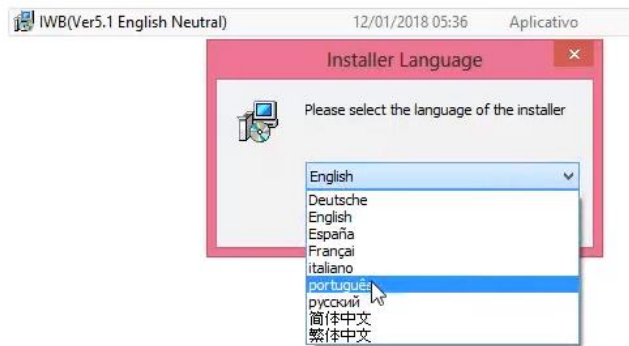 IWB(Ver5.1 English Neutral) 12/01/2018 05:36 Aplicativo
Installer Language
Please select the language of the installer
English
Deutsche
English
España
Françai
italiano
português
русский
简体中文
繁体中文